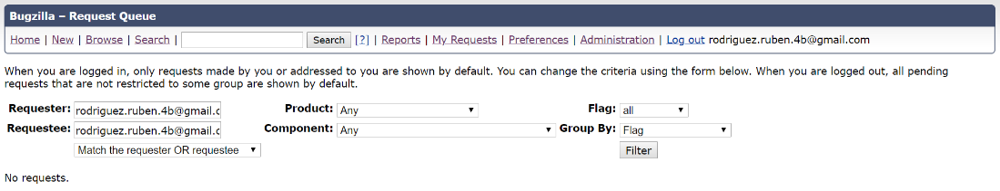 Bugzilla – Request Queue
Home | New | Browse | Search | Search [?] | Reports | My Requests | Preferences | Administration | Log out rodriguez.ruben.4b@gmail.com
When you are logged in, only requests made by you or addressed to you are shown by default. You can change the criteria using the form below. When you are logged out, all pending
requests that are not restricted to some group are shown by default.
Requester: rodriguez.ruben.4b@gmail.c Product: Any Flag: all
Requestee: rodriguez.ruben.4b@gmail.c Component: Any Group By: Flag
Match the requester OR requestee Filter
No requests.